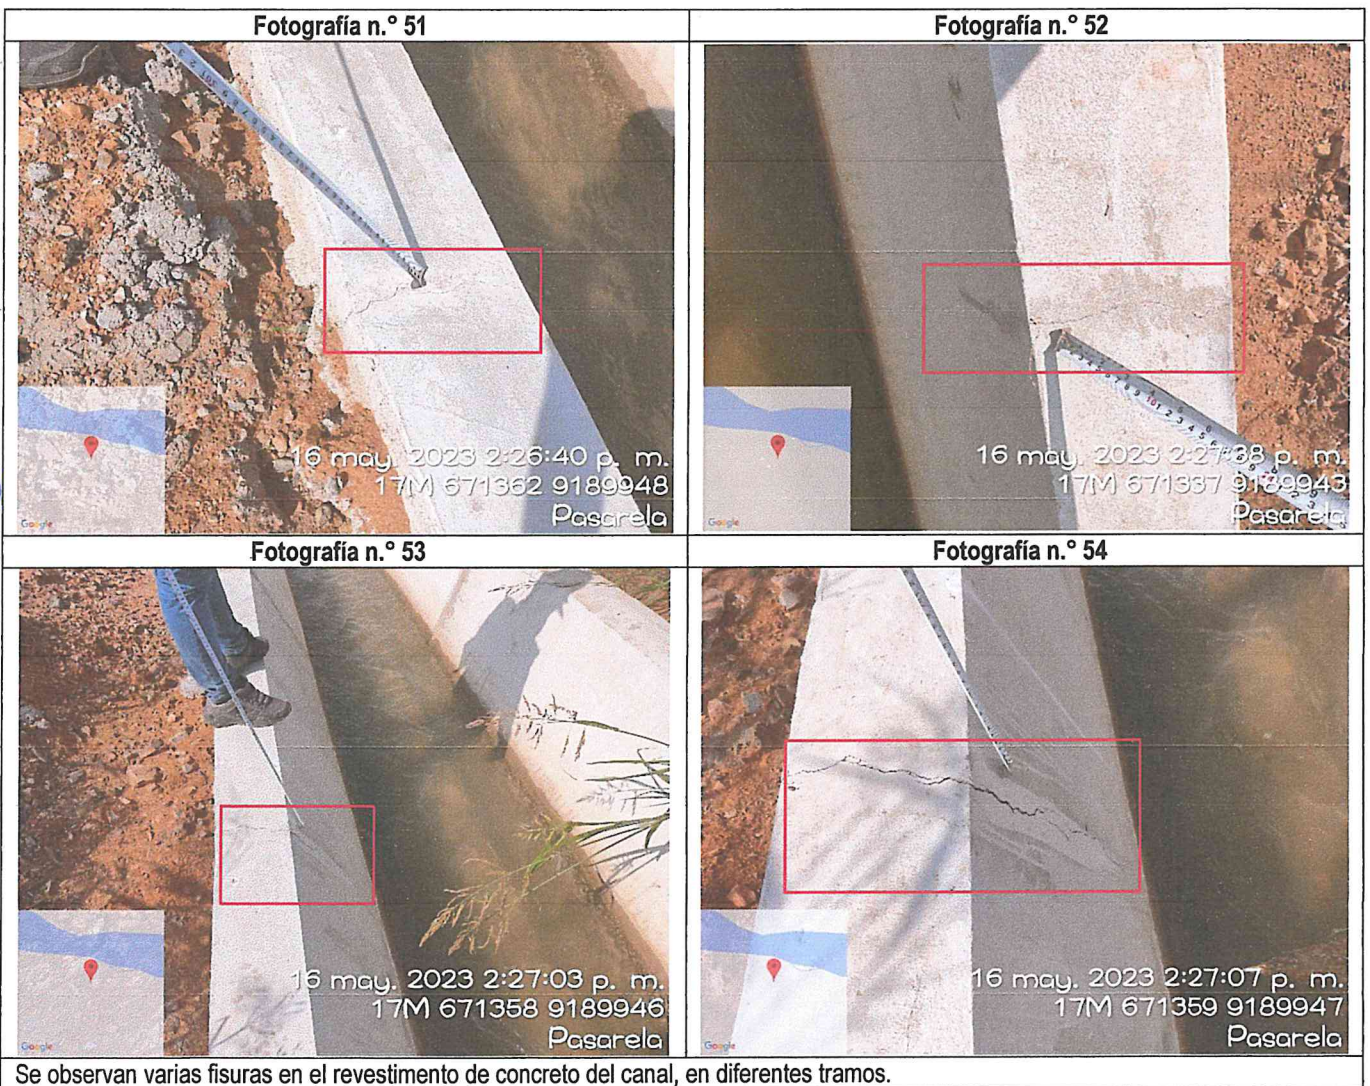 Fotografía n.° 51
Fotografía n.° 52
16 may. 2023 2:26:40 p. m.
17M 671362 9189948
Pasarela
Google
16 may. 2023 2:27:38 p. m.
17M 671337 9189943
Pasarela
Google
Fotografía n.° 53
Fotografía n.° 54
16 may. 2023 2:27:03 p. m.
17M 671358 9189946
Pasarela
Google
16 may. 2023 2:27:07 p. m.
17M 671359 9189947
Pasarela
Google
Se observan varias fisuras en el revestimento de concreto del canal, en diferentes tramos.